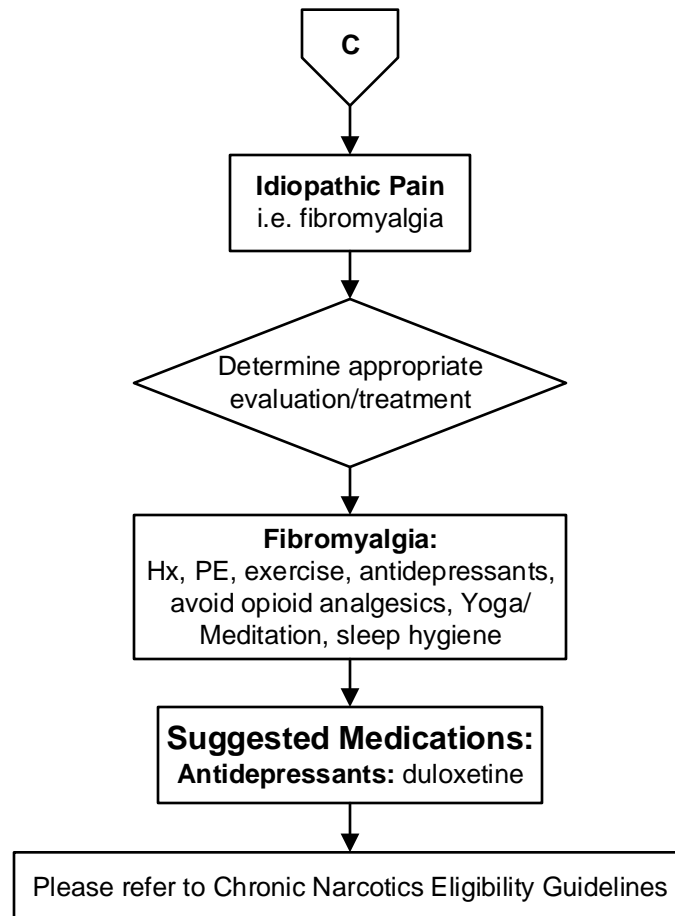 C
Idiopathic Pain
i.e. fibromyalgia
Determine appropriate
evaluation/treatment
Fibromyalgia:
Hx, PE, exercise, antidepressants,
avoid opioid analgesics, Yoga/
Meditation, sleep hygiene
Suggested Medications:
Antidepressants: duloxetine
Please refer to Chronic Narcotics Eligibility Guidelines